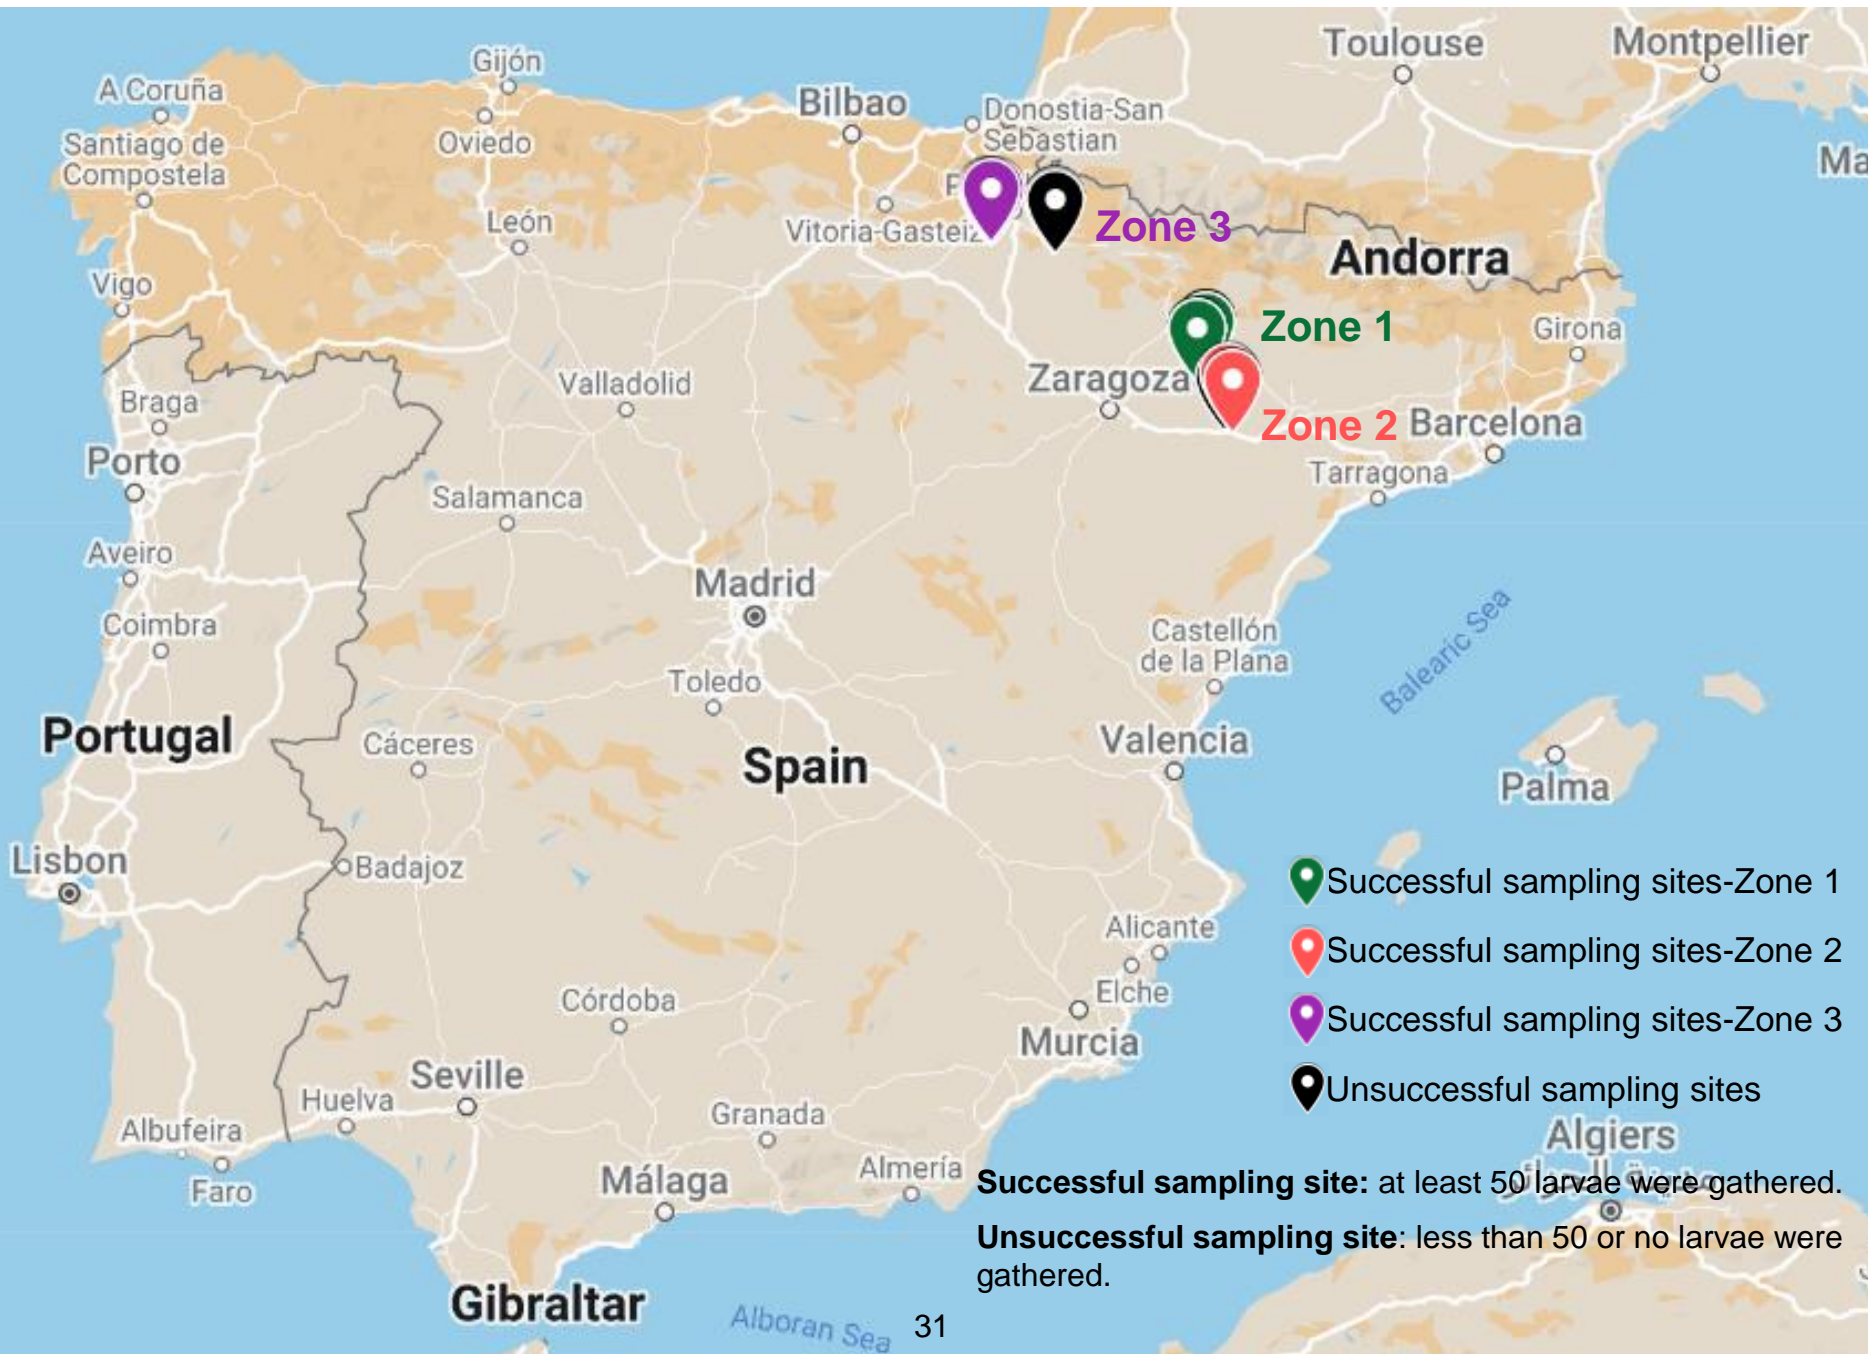 Toulouse
Montpellier
Gijón
A Coruña
Bilbao
Donostia-San
Sebastian
Santiago de
Compostela
Oviedo
León
Vitoria-Gasteiz
Zone 3
Andorra
Vigo
Zone 1
Girona
Valladolid
Zaragoza
Braga
Zone 2
Barcelona
Porto
Tarragona
Salamanca
Aveiro
Madrid
Coimbra
Castellón
de la Plana
Balearic Sea
Toledo
Portugal
Cáceres
Spain
Valencia
Palma
Lisbon
Badajoz
Successful sampling sites-Zone 1
Alicante
Successful sampling sites-Zone 2
Elche
Córdoba
Successful sampling sites-Zone 3
Murcia
Seville
Unsuccessful sampling sites
Huelva
Granada
Albufeira
Algiers
Faro
Málaga
Almería
Successful sampling site: at least 50 larvae were gathered.
Unsuccessful sampling site: less than 50 or no larvae were
gathered.
Gibraltar
Alboran Sea
31